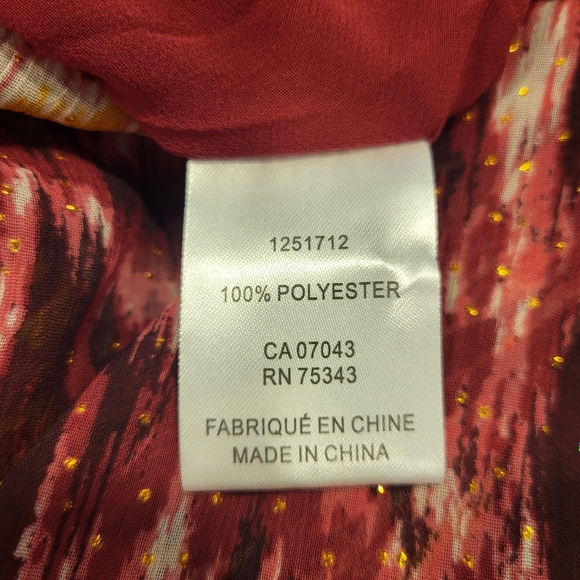 1251712
100% POLYESTER
CA 07043
RN 75343
FABRIQUÉ EN CHINE
MADE IN CHINA